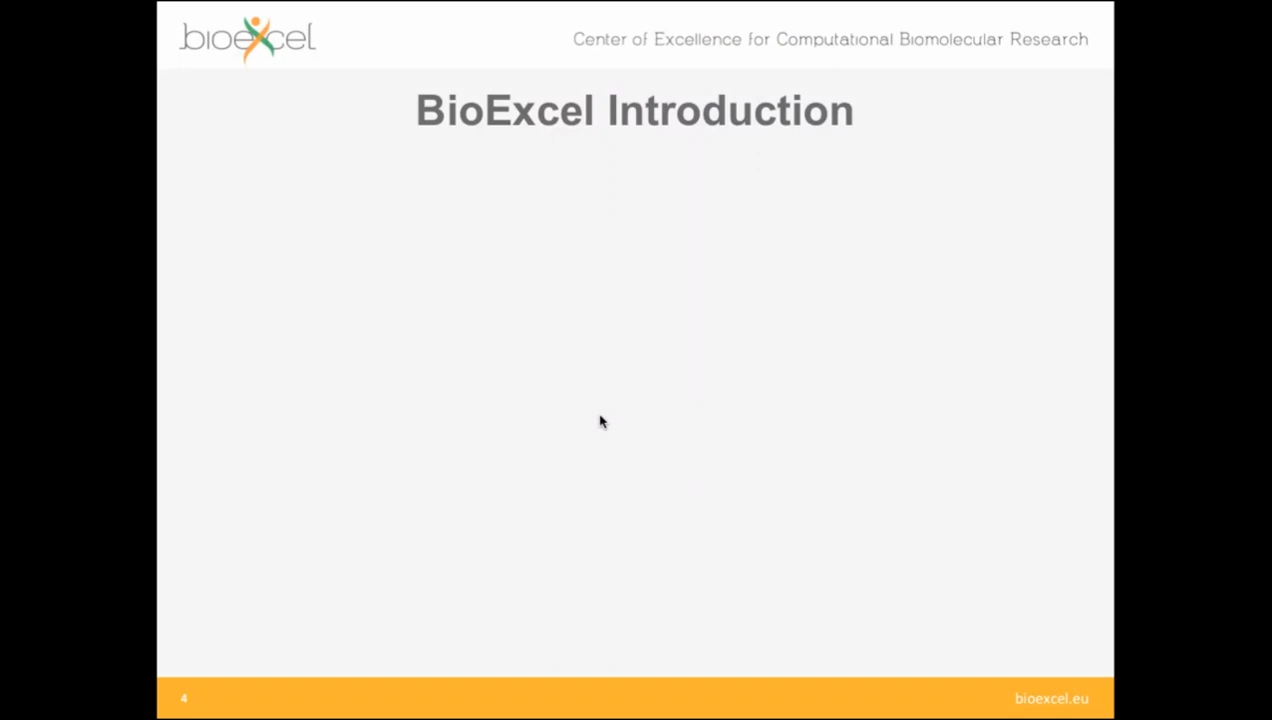 bioexcel
Center of Excellence for Computational Biomolecular Research
BioExcel Introduction
4
bioexcel.eu